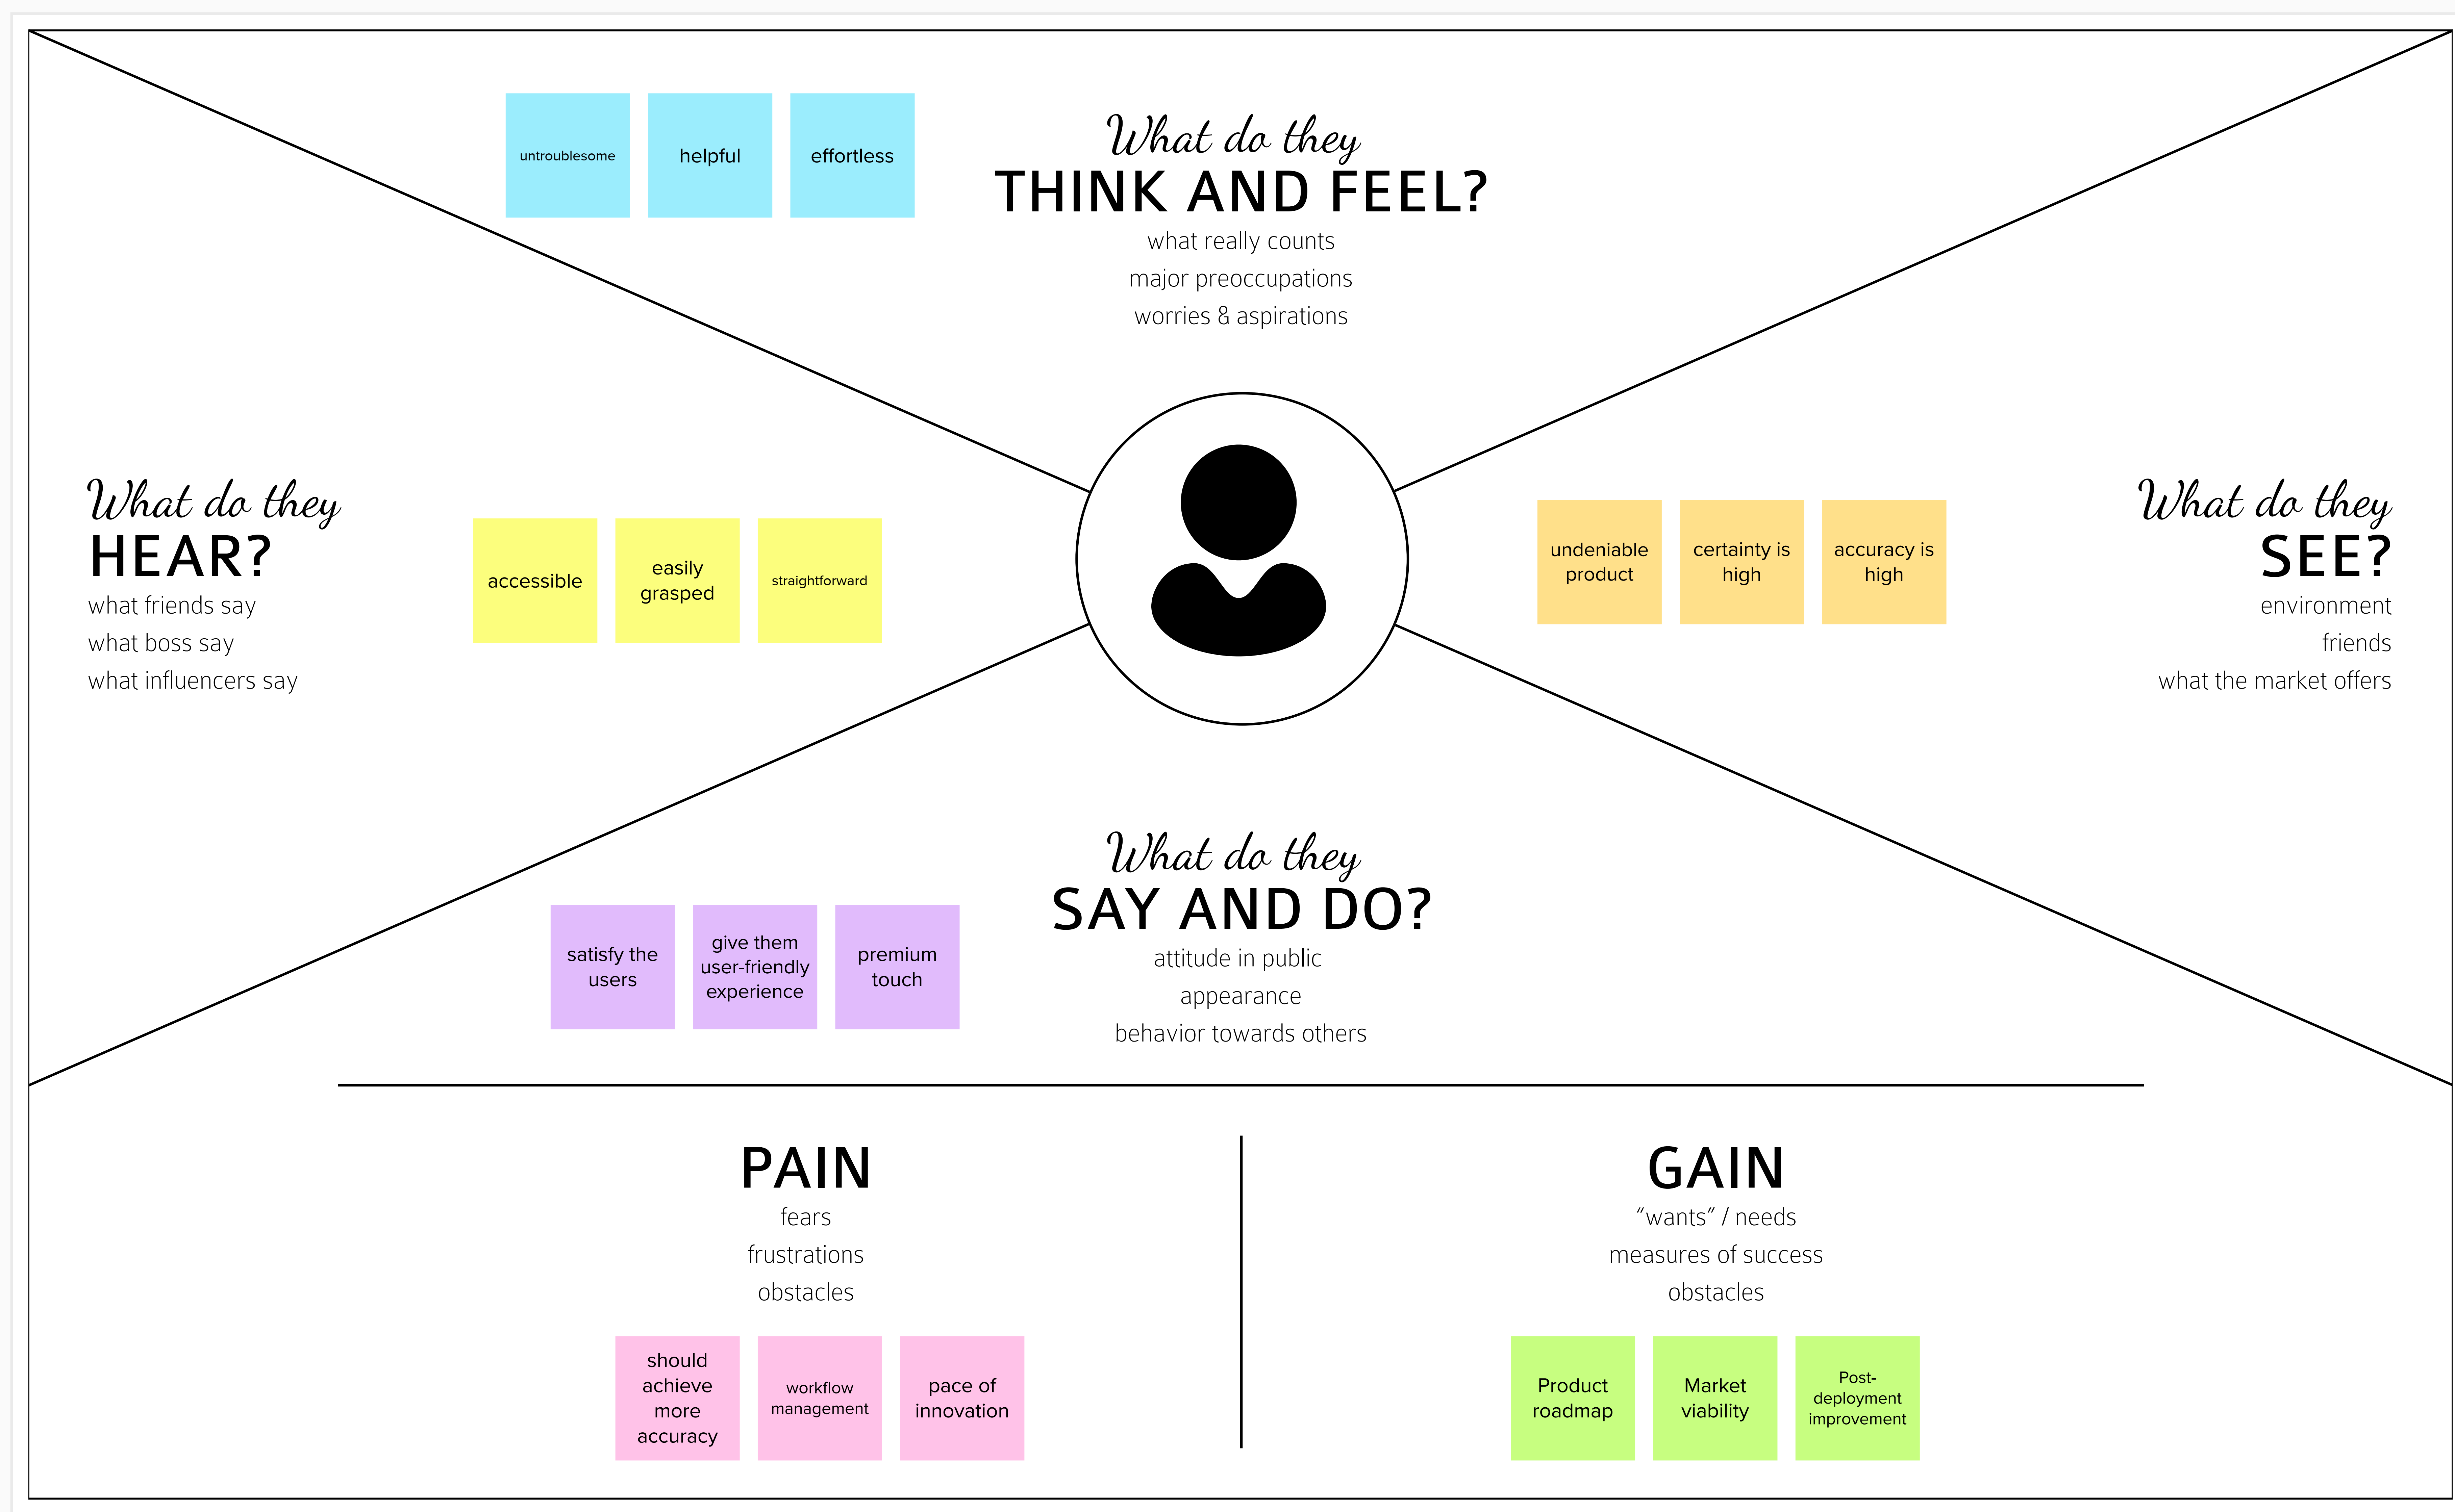 untroublesome
helpful
effortless
What do they
THINK AND FEEL?
what really counts
major preoccupations
worries & aspirations
What do they
HEAR?
what friends say
what boss say
what influencers say
accessible
easily
grasped
straightforward
undeniable
product
certainty is
high
accuracy is
high
What do they
SEE?
environment
friends
what the market offers
What do they
SAY AND DO?
attitude in public
appearance
behavior towards others
satisfy the
users
give them
user-friendly
experience
premium
touch
PAIN
fears
frustrations
obstacles
should
achieve
more
accuracy
workflow
management
pace of
innovation
GAIN
“wants” / needs
measures of success
obstacles
Product
roadmap
Market
viability
Post-
deployment
improvement